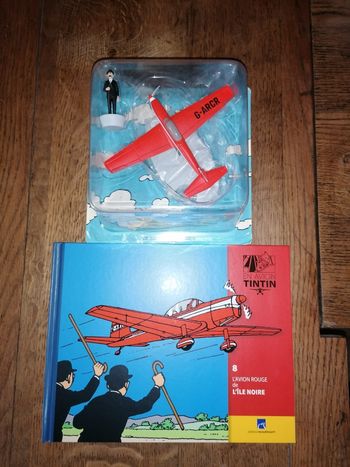 G-ARCR
EN AVION
TINTIN
8
L'AVION ROUGE
de
L'ÎLE NOIRE